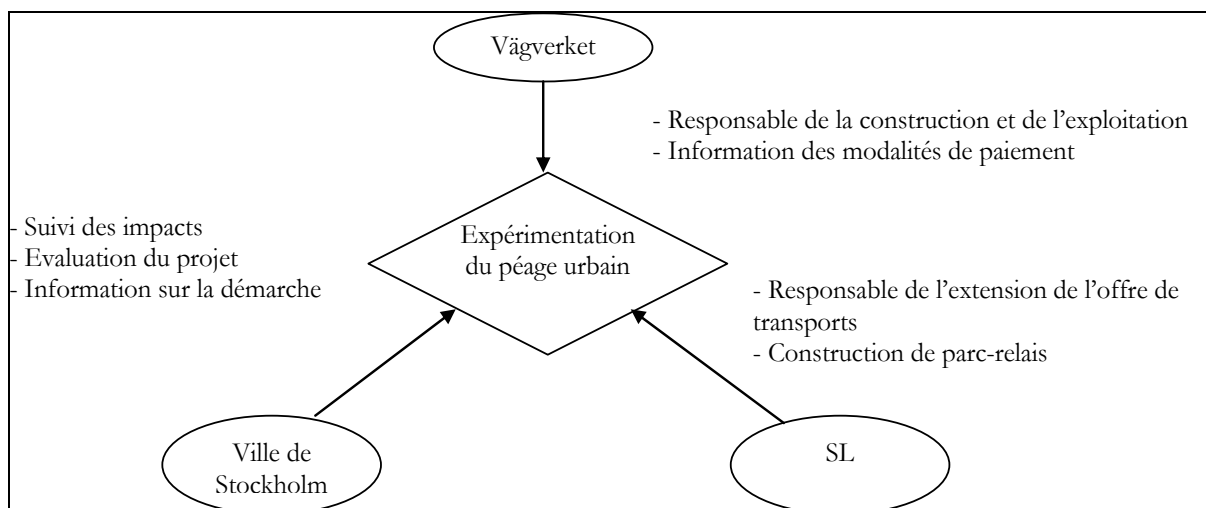 Vägverket
- Responsable de la construction et de l’exploitation
- Information des modalités de paiement
- Suivi des impacts
- Evaluation du projet
- Information sur la démarche
Expérimentation
du péage urbain
- Responsable de l’extension de l’offre de
transports
- Construction de parc-relais
Ville de
Stockholm
SL